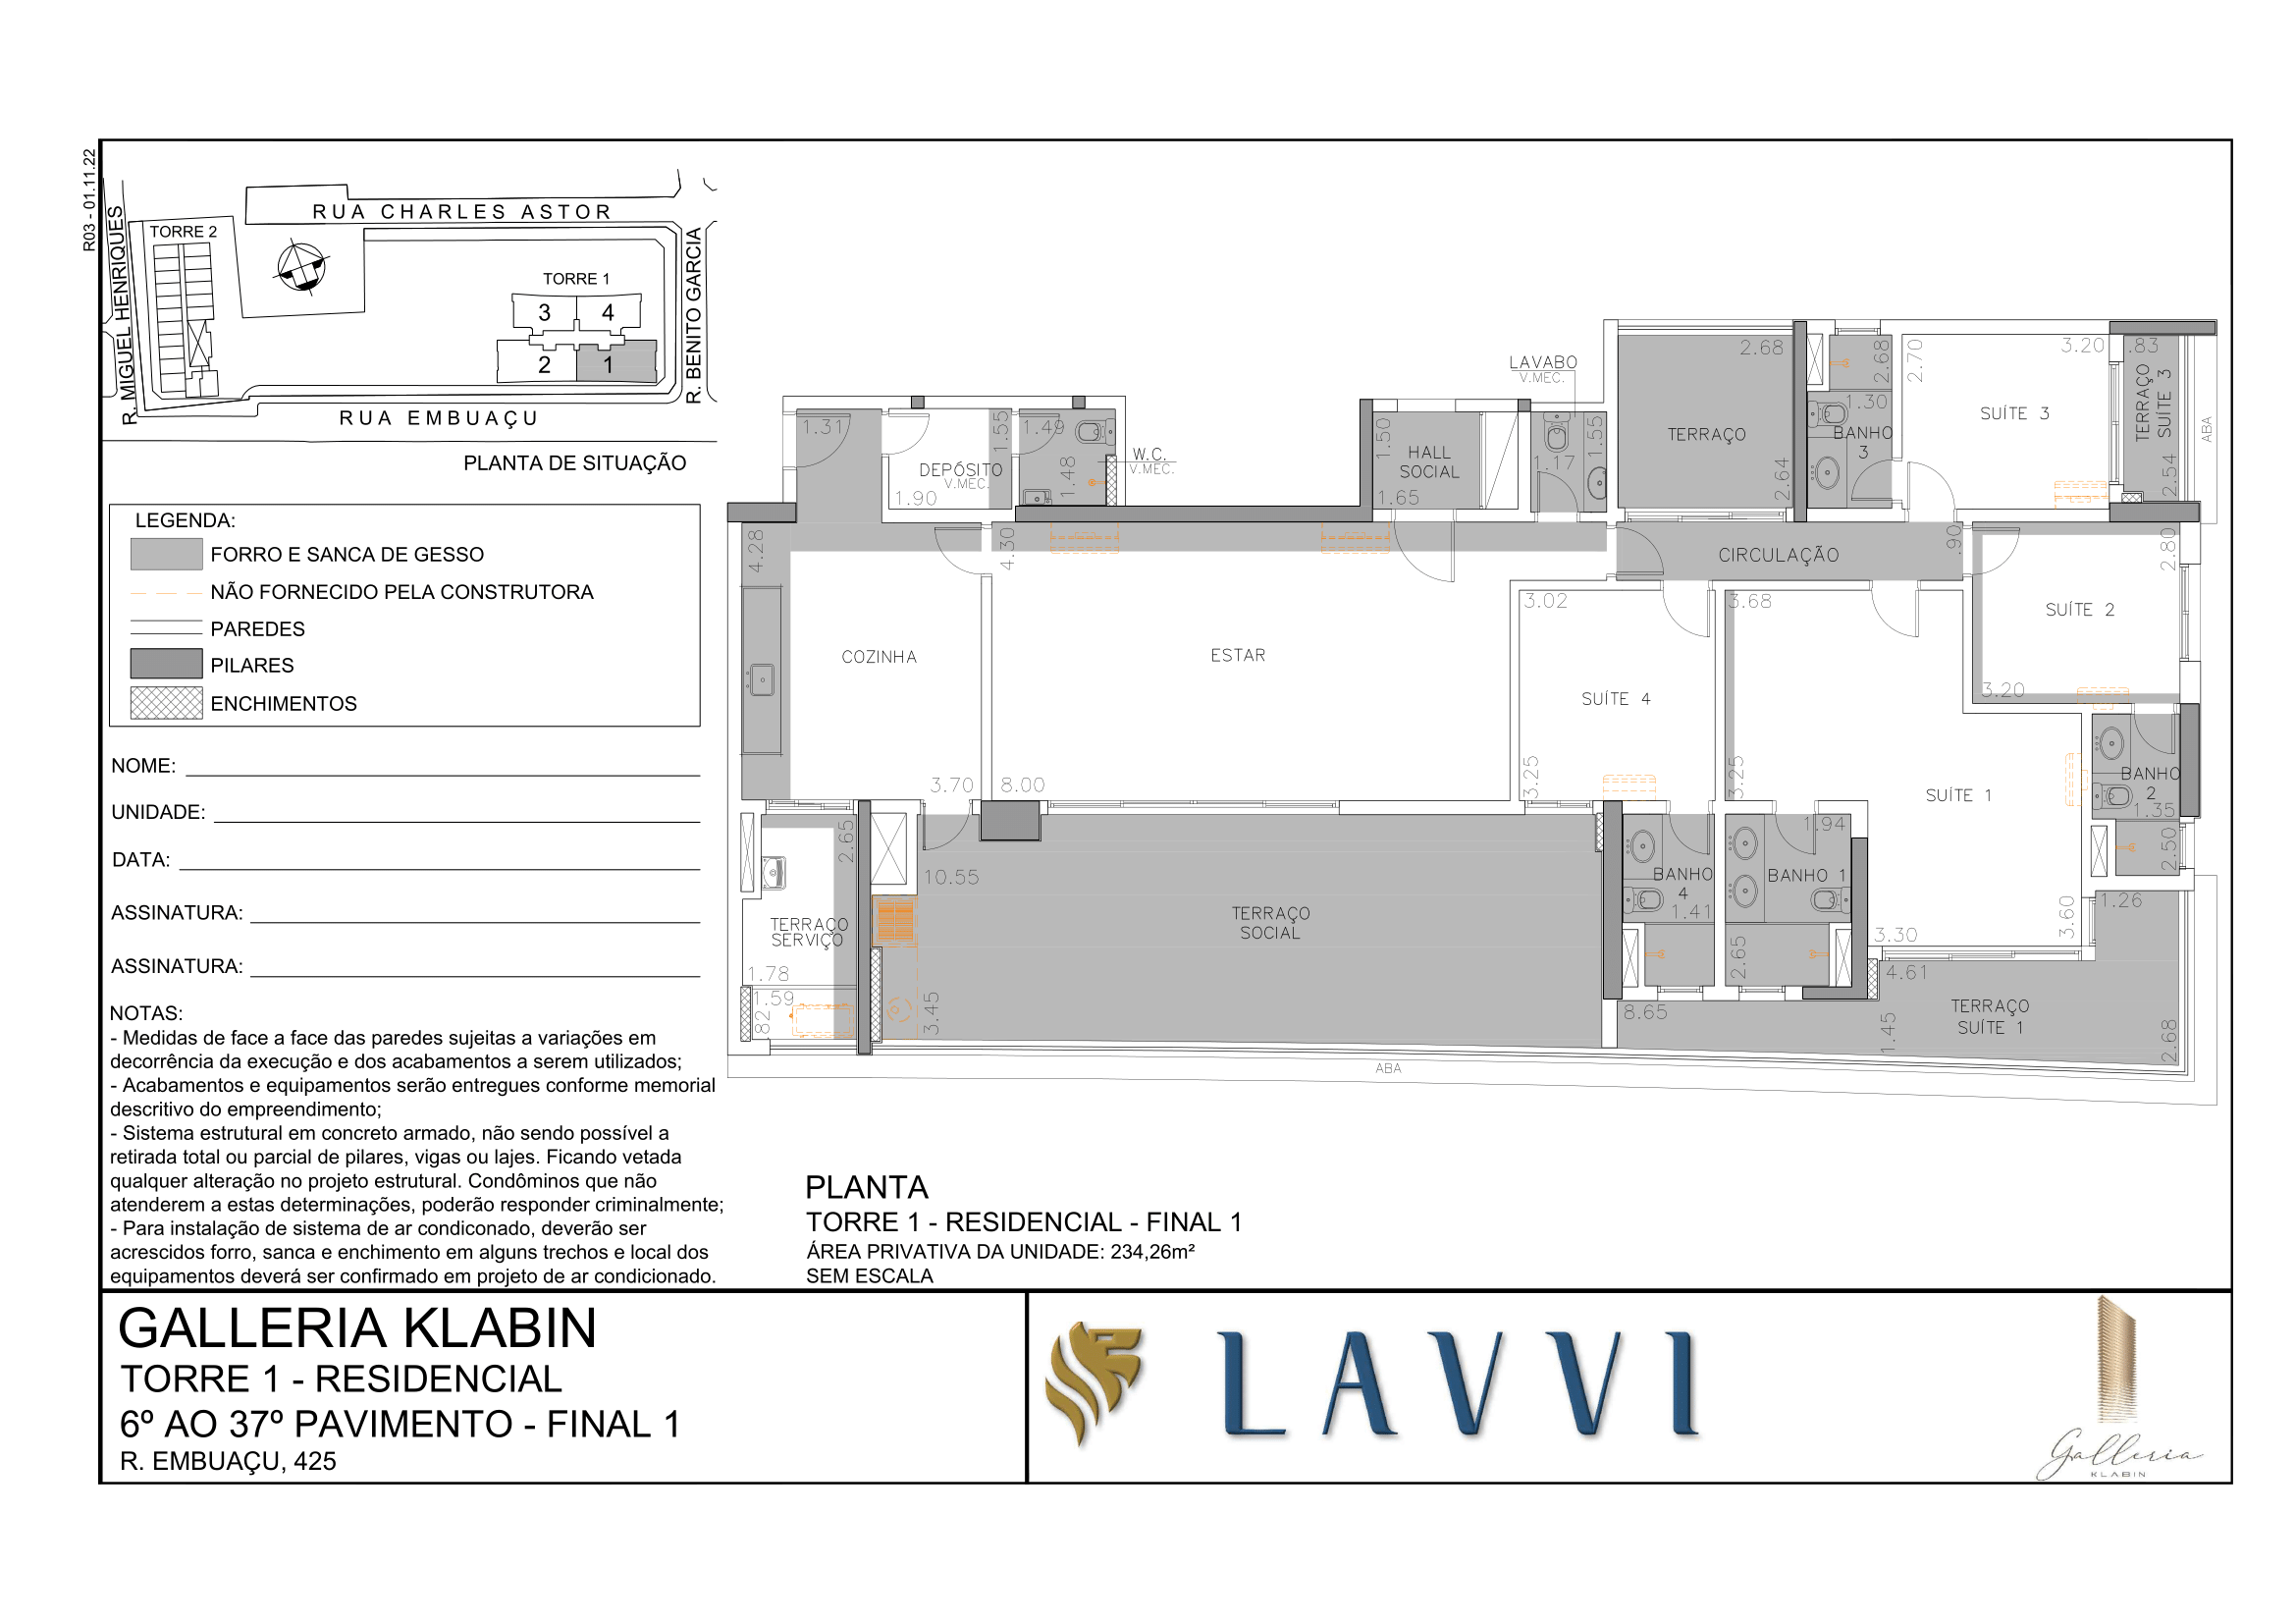 R03 - 01.11.22
RUA CHARLES ASTOR
R. MIGUEL HENRIQUES
TORRE 2
TORRE 1
3
4
2
1
R. BENITO GARCIA
RUA EMBUAÇU
PLANTA DE SITUAÇÃO
LEGENDA:
FORRO E SANCA DE GESSO
NÃO FORNECIDO PELA CONSTRUTORA
PAREDES
PILARES
ENCHIMENTOS
NOME:
UNIDADE:
DATA:
ASSINATURA:
ASSINATURA:
NOTAS:
- Medidas de face a face das paredes sujeitas a variações em
decorrência da execução e dos acabamentos a serem utilizados;
- Acabamentos e equipamentos serão entregues conforme memorial
descritivo do empreendimento;
- Sistema estrutural em concreto armado, não sendo possível a
retirada total ou parcial de pilares, vigas ou lajes. Ficando vetada
qualquer alteração no projeto estrutural. Condôminos que não
atenderem a estas determinações, poderão responder criminalmente;
- Para instalação de sistema de ar condiconado, deverão ser
acrescidos forro, sanca e enchimento em alguns trechos e local dos
equipamentos deverá ser confirmado em projeto de ar condicionado.
1.31
DEPÓSITO
V.MEC.
1.90
1.55
1.49
1.48
W.C.
V.MEC.
1.50
HALL
SOCIAL
1.65
LAVABO
V.MEC.
1.17
1.55
2.68
TERRAÇO
2.64
2.68
1.30
BANHO
3
2.70
3.20
SUÍTE 3
.83
TERRAÇO
SUÍTE 3
2.54
ABA
4.28
COZINHA
3.70
4.30
ESTAR
8.00
CIRCULAÇÃO
.90
3.02
SUÍTE 4
3.25
3.68
3.25
SUÍTE 1
3.30
3.60
2.80
SUÍTE 2
3.20
BANHO
2
1.35
2.50
2.65
TERRAÇO
SERVIÇO
1.78
1.59
.82
10.55
TERRAÇO
SOCIAL
3.45
BANHO
4
1.41
1.94
BANHO 1
2.65
1.26
4.61
8.65
TERRAÇO
SUÍTE 1
1.45
2.68
ABA
PLANTA
TORRE 1 - RESIDENCIAL - FINAL 1
ÁREA PRIVATIVA DA UNIDADE: 234,26m²
SEM ESCALA
GALLERIA KLABIN
TORRE 1 - RESIDENCIAL
6º AO 37º PAVIMENTO - FINAL 1
R. EMBUAÇU, 425
LAVVI
Galleria
KLABIN